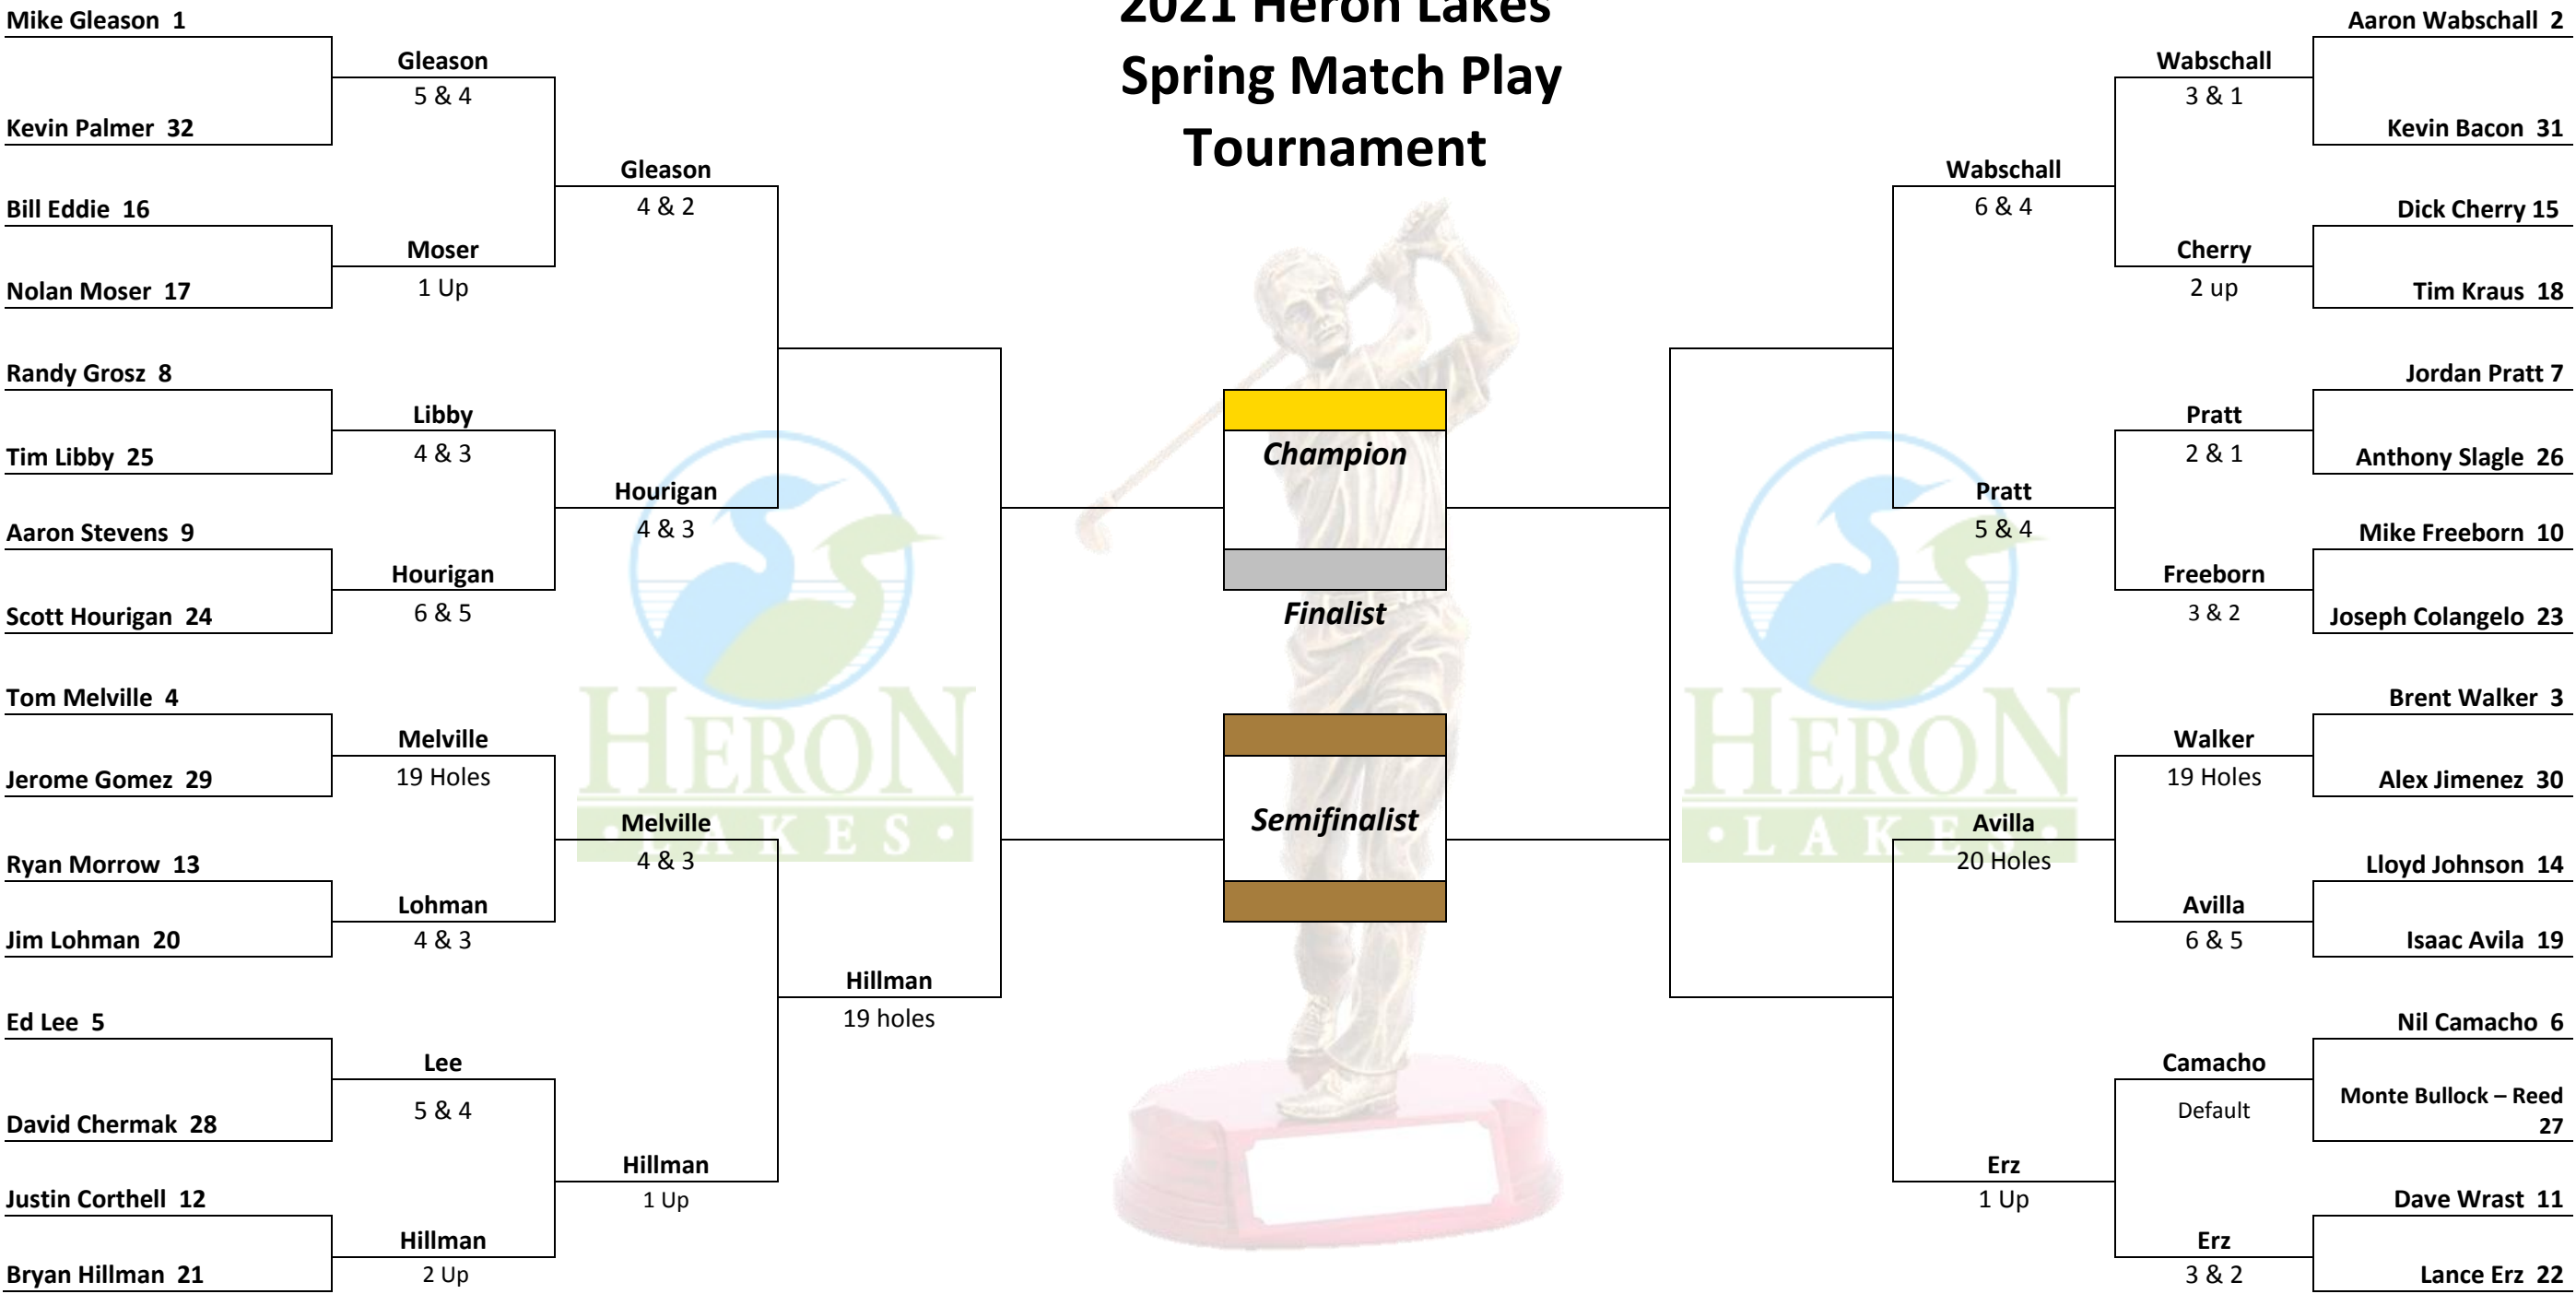 2021 Heron Lakes
Spring Match Play
Tournament
Mike Gleason 1
Kevin Palmer 32
Bill Eddie 16
Nolan Moser 17
Randy Grosz 8
Tim Libby 25
Aaron Stevens 9
Scott Hourigan 24
Tom Melville 4
Jerome Gomez 29
Ryan Morrow 13
Jim Lohman 20
Ed Lee 5
David Chermak 28
Justin Corthell 12
Bryan Hillman 21
Gleason
5 & 4
Moser
1 Up
Libby
4 & 3
Hourigan
6 & 5
Melville
19 Holes
Lohman
4 & 3
Lee
5 & 4
Hillman
2 Up
Gleason
4 & 2
Hourigan
4 & 3
Melville
4 & 3
Hillman
1 Up
Hillman
19 holes
HERON
• LAKES •
Champion
Finalist
Semifinalist
HERON
• LAKES •
Wabschall
6 & 4
Pratt
5 & 4
Avilla
20 Holes
Erz
1 Up
Wabschall
3 & 1
Cherry
2 up
Pratt
2 & 1
Freeborn
3 & 2
Walker
19 Holes
Avilla
6 & 5
Camacho
Default
Erz
3 & 2
Aaron Wabschall 2
Kevin Bacon 31
Dick Cherry 15
Tim Kraus 18
Jordan Pratt 7
Anthony Slagle 26
Mike Freeborn 10
Joseph Colangelo 23
Brent Walker 3
Alex Jimenez 30
Lloyd Johnson 14
Isaac Avila 19
Nil Camacho 6
Monte Bullock – Reed
27
Dave Wrast 11
Lance Erz 22